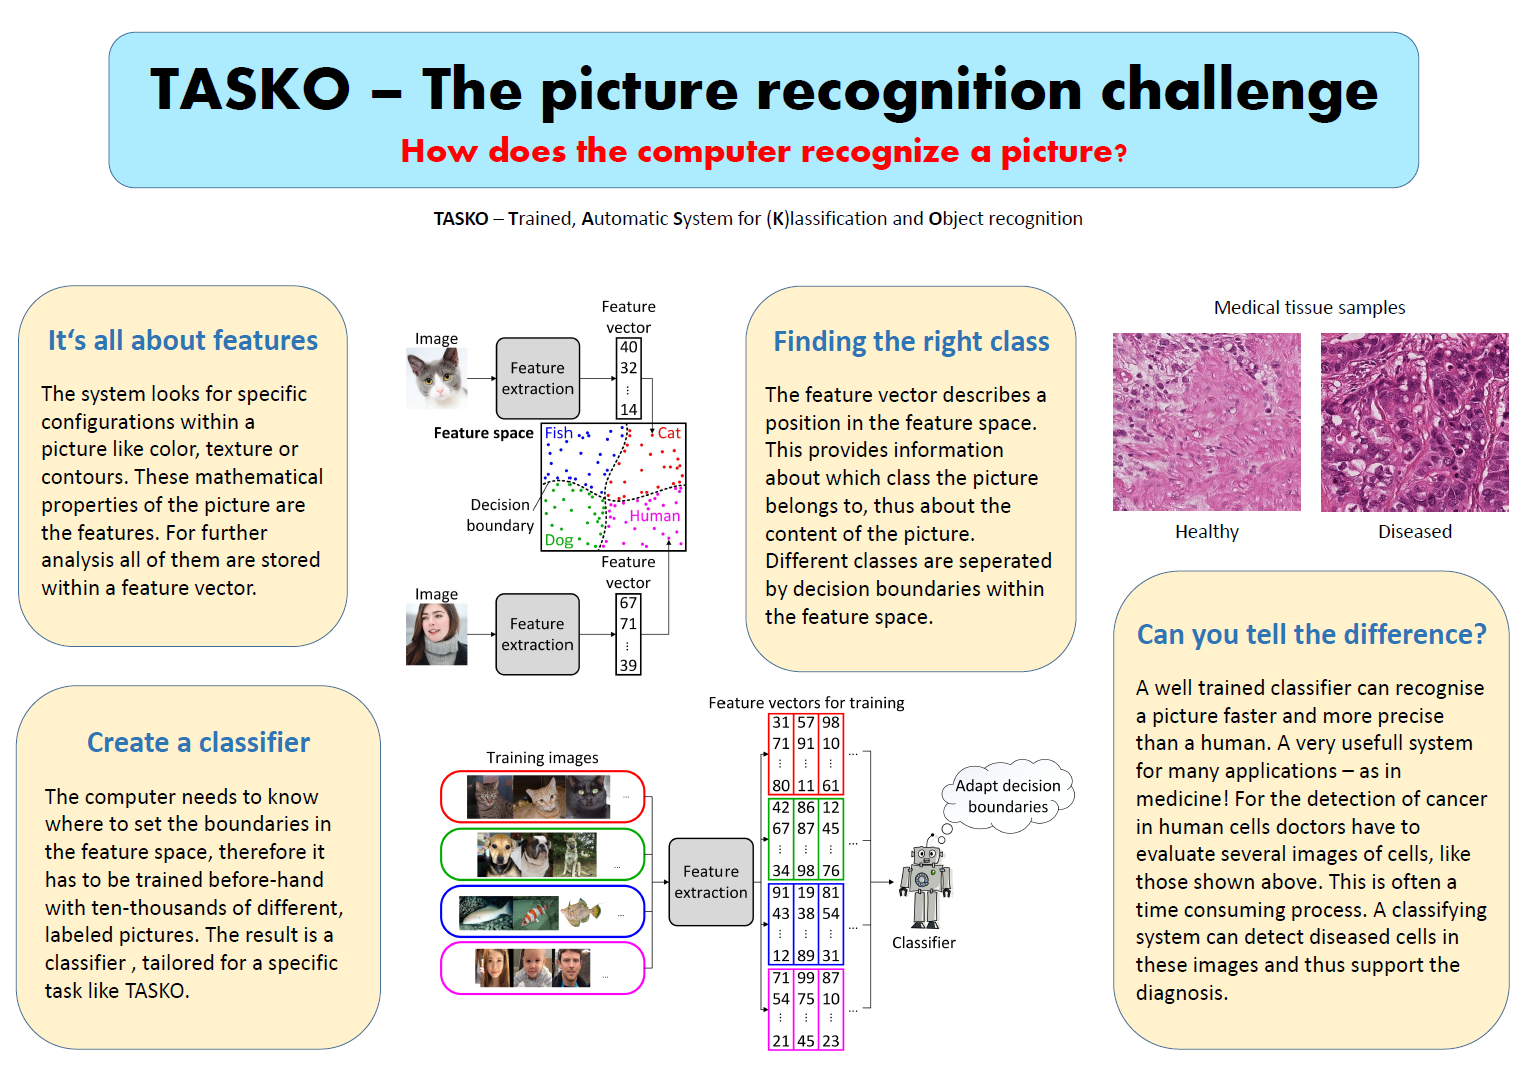 TASKO – The picture recognition challenge
How does the computer recognize a picture?
TASKO – Trained, Automatic System for (K)lassification and Object recognition
It‘s all about features
The system looks for specific
configurations within a
picture like color, texture or
contours. These mathematical
properties of the picture are
the features. For further
analysis all of them are stored
within a feature vector.
Image
Feature
extraction
Feature
vector
40
32
⋮
14
Feature space
Fish
Cat
Decision
boundary
Human
Dog
Feature
vector
Image
Feature
extraction
67
71
⋮
39
Finding the right class
The feature vector describes a
position in the feature space.
This provides information
about which class the picture
belongs to, thus about the
content of the picture.
Different classes are seperated
by decision boundaries within
the feature space.
Medical tissue samples
Healthy
Diseased
Create a classifier
The computer needs to know
where to set the boundaries in
the feature space, therefore it
has to be trained before-hand
with ten-thousands of different,
labeled pictures. The result is a
classifier , tailored for a specific
task like TASKO.
Training images
...
...
...
...
Feature
extraction
Feature vectors for training
31 57 98
71 91 10 ...
⋮ ⋮ ⋮
80 11 61
42 86 12
67 87 45 ...
⋮ ⋮ ⋮
34 98 76
91 19 81
43 38 54 ...
⋮ ⋮ ⋮
12 89 31
71 99 87
54 75 10 ...
⋮ ⋮ ⋮
21 45 23
Adapt decision
boundaries
Classifier
Can you tell the difference?
A well trained classifier can recognise
a picture faster and more precise
than a human. A very usefull system
for many applications – as in
medicine! For the detection of cancer
in human cells doctors have to
evaluate several images of cells, like
those shown above. This is often a
time consuming process. A classifying
system can detect diseased cells in
these images and thus support the
diagnosis.